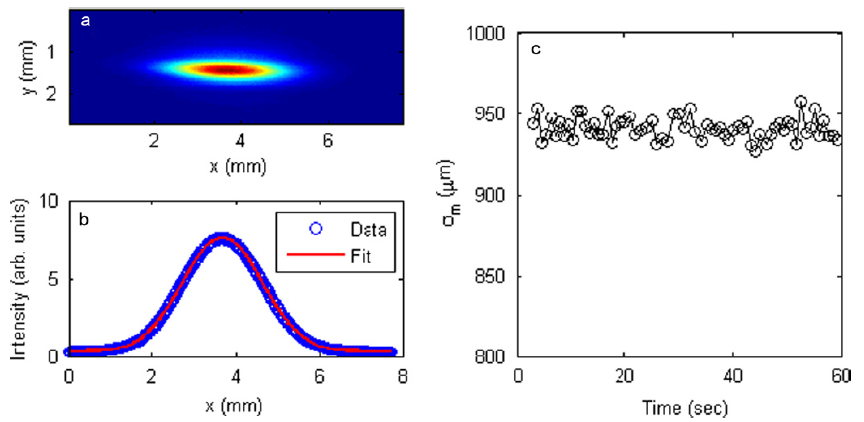 a
y (mm)
1
2
2
4
6
x (mm)
b
Intensity (arb. units)
10
5
0
Data
Fit
0
2
4
6
8
x (mm)
c
σm (μm)
1000
950
900
850
800
0
20
40
60
Time (sec)